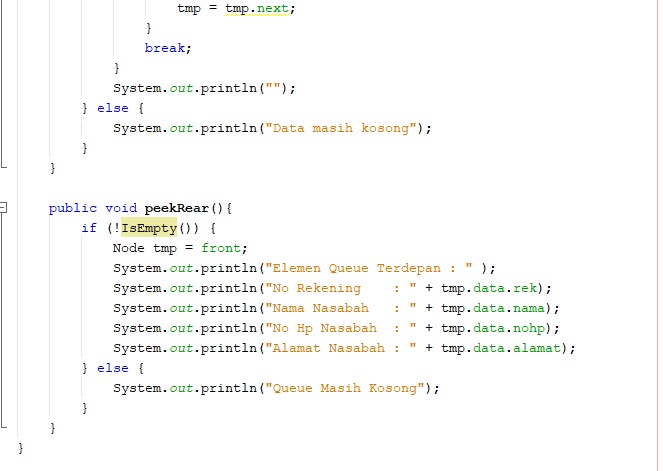 tmp = tmp.next;
}
break;
}
System.out.println("");
} else {
System.out.println("Data masih kosong");
}
}
public void peekRear(){
if (!IsEmpty()) {
Node tmp = front;
System.out.println("Elemen Queue Terdepan : " );
System.out.println("No Rekening    : " + tmp.data.rek);
System.out.println("Nama Nasabah   : " + tmp.data.nama);
System.out.println("No Hp Nasabah  : " + tmp.data.nohp);
System.out.println("Alamat Nasabah : " + tmp.data.alamat);
} else {
System.out.println("Queue Masih Kosong");
}
}
}